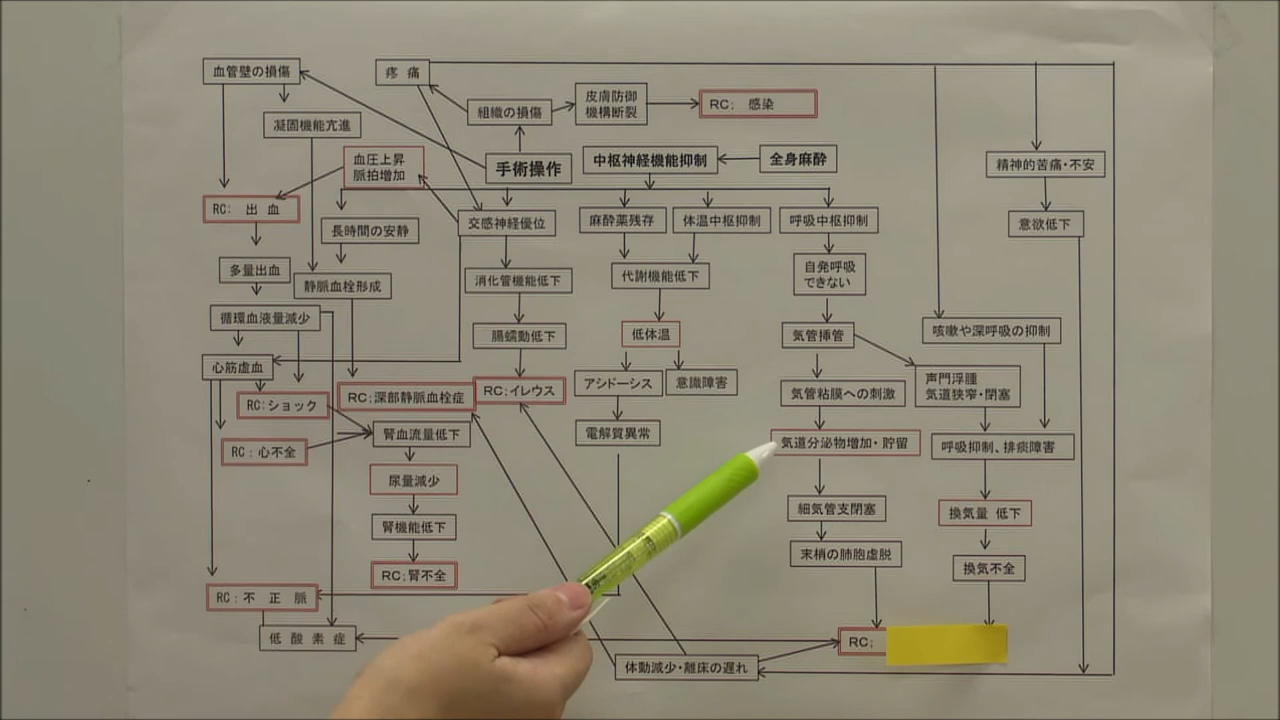 血管壁の損傷
疼 痛
組織の損傷
皮膚防御
機構断裂
RC; 感染
凝固機能亢進
血圧上昇
脈拍増加
手術操作
中枢神経機能抑制
全身麻酔
精神的苦痛・不安
RC: 出 血
長時間の安静
交感神経優位
麻酔薬残存
体温中枢抑制
呼吸中枢抑制
意欲低下
多量出血
静脈血栓形成
消化管機能低下
代謝機能低下
自発呼吸
できない
循環血液量減少
腸蠕動低下
低体温
気管挿管
咳嗽や深呼吸の抑制
心筋虚血
アシドーシス
意識障害
気管粘膜への刺激
声門浮腫
気道狭窄・閉塞
RC:ショック
RC;深部静脈血栓症
RC;イレウス
RC:心不全
腎血流量低下
電解質異常
気道分泌物増加・貯留
呼吸抑制、排痰障害
尿量減少
細気管支閉塞
換気量 低下
腎機能低下
末梢の肺胞虚脱
換気不全
RC;腎不全
RC:不 正 脈
低 酸 素 症
体動減少・離床の遅れ
RC;